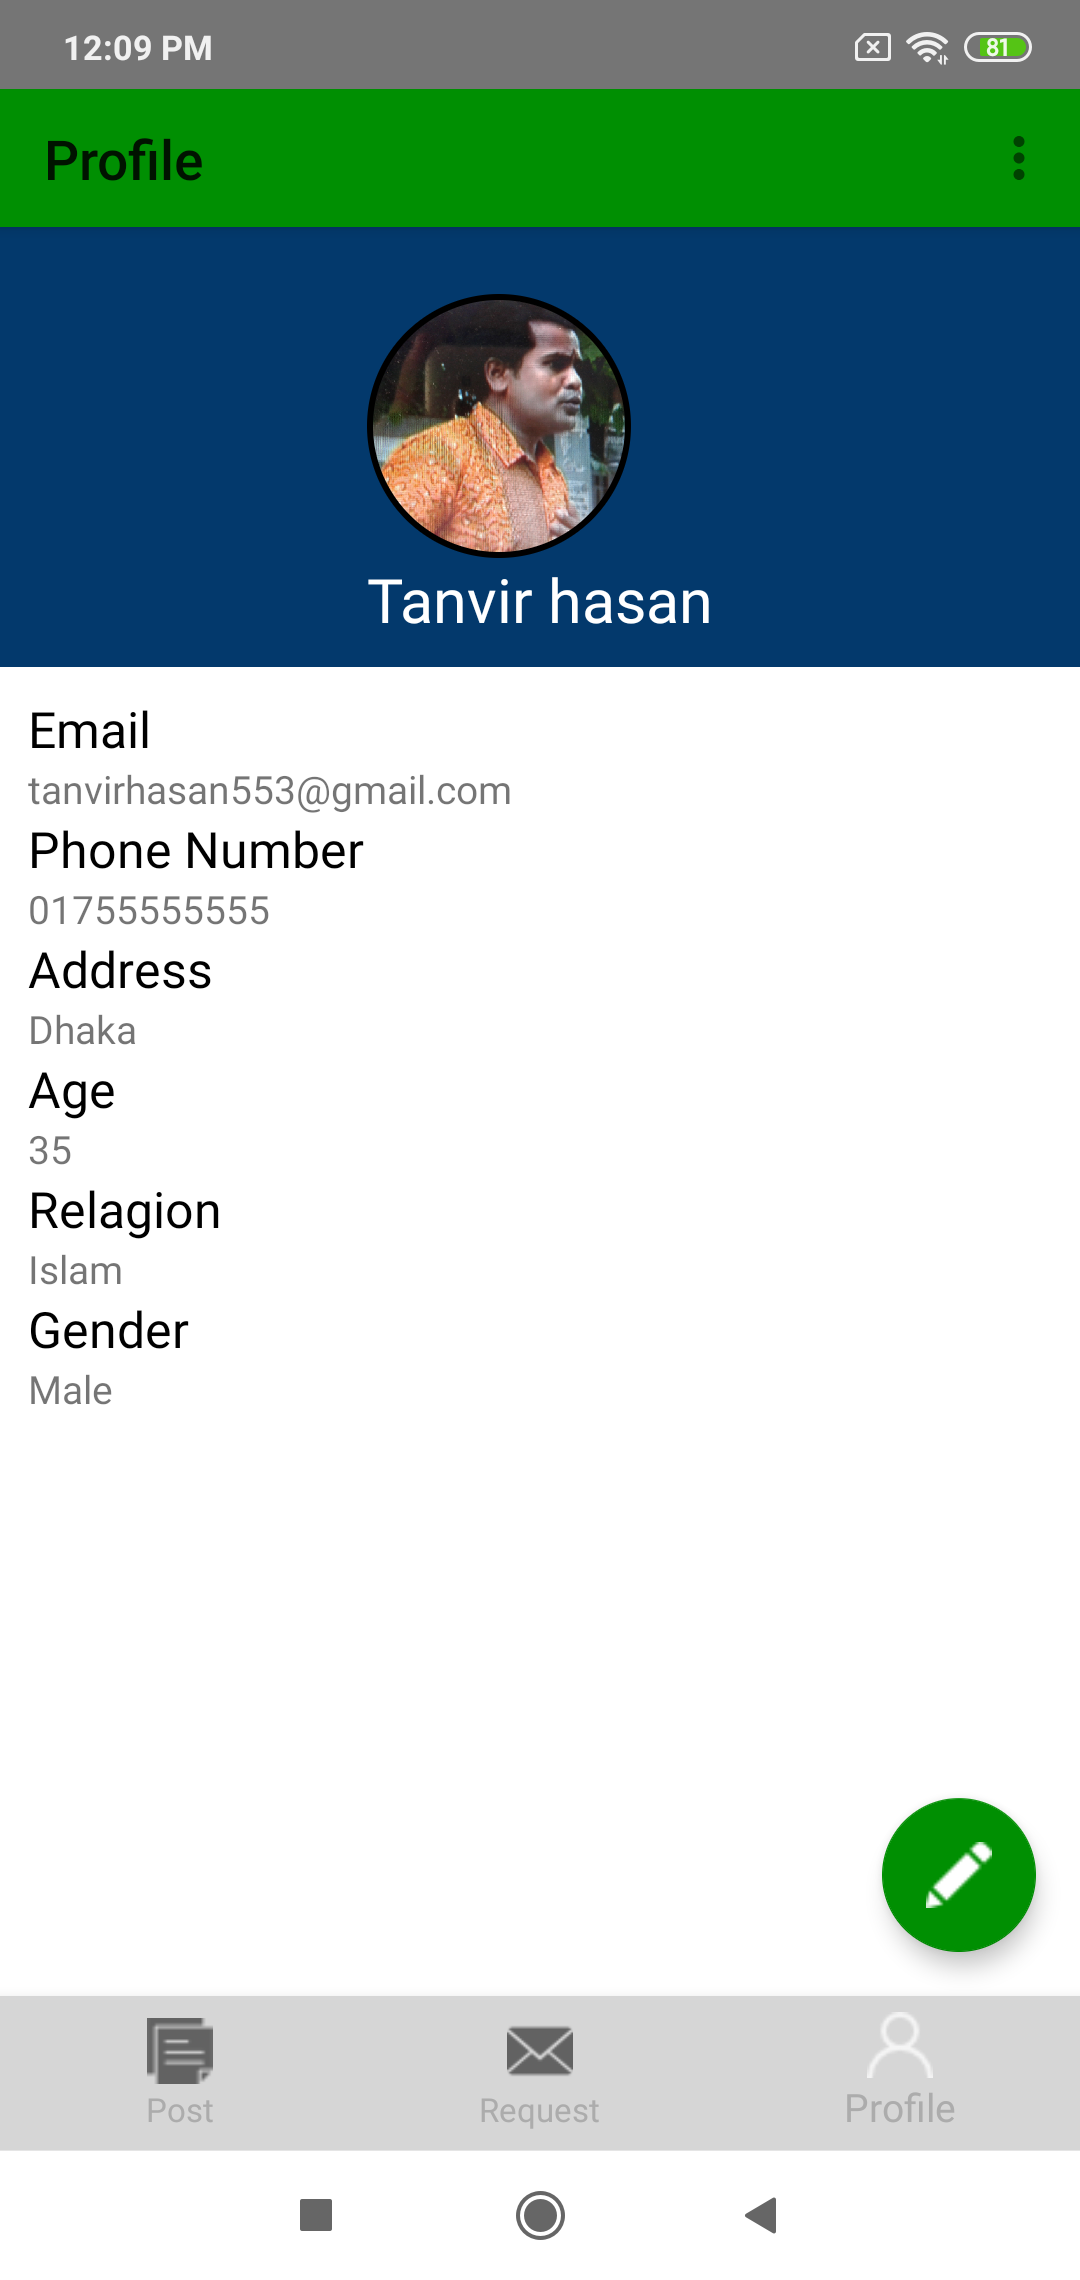 12:09 PM
81
Profile
Tanvir hasan
Email
tanvirhasan553@gmail.com
Phone Number
01755555555
Address
Dhaka
Age
35
Relagion
Islam
Gender
Male
Post
Request
Profile